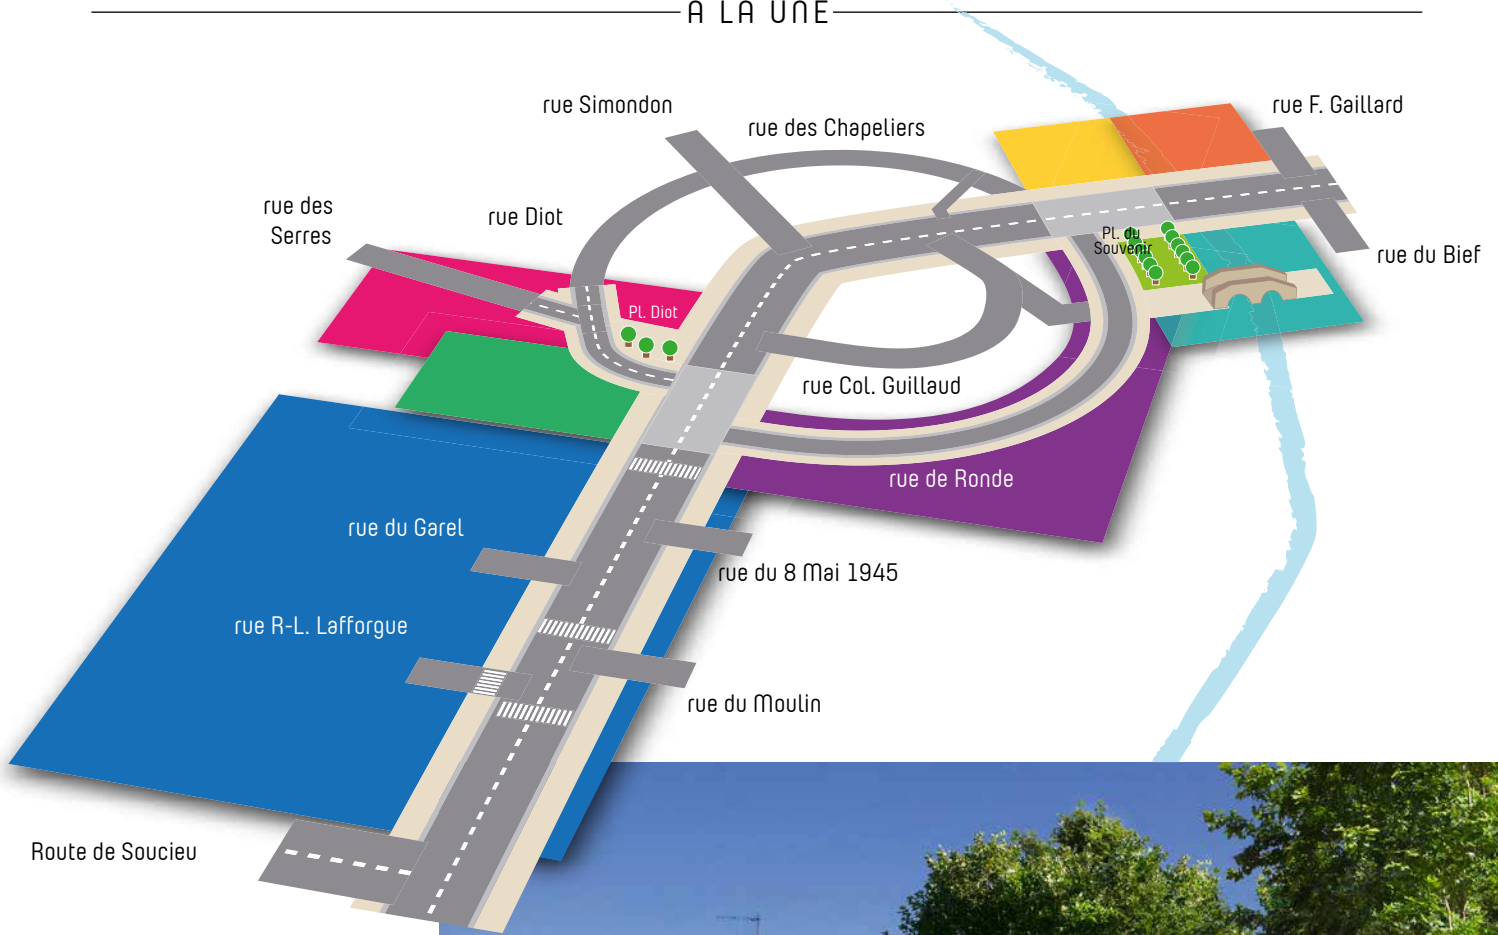 A LA UNE
rue Simondon
rue des Chapeliers
rue F. Gaillard
rue des
Serres
rue Diot
Pl. du
Souvenir
rue du Bief
Pl. Diot
rue Col. Guillaud
rue de Ronde
rue du Garel
rue du 8 Mai 1945
rue R-L. Lafforgue
rue du Moulin
Route de Soucieu